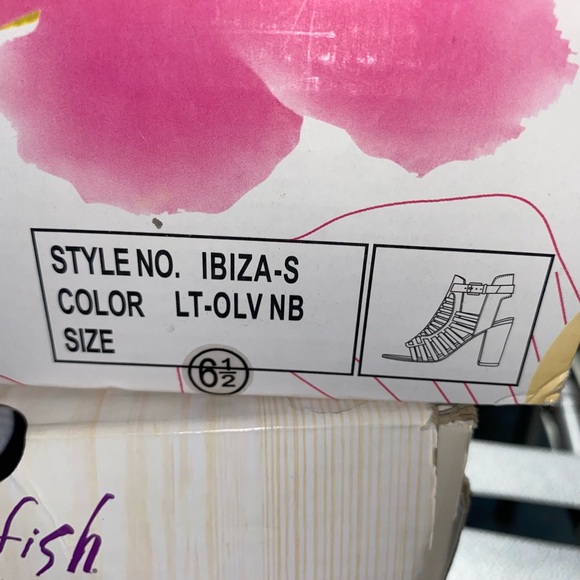 STYLE NO. IBIZA-S
COLOR LT-OLV NB
SIZE 6½
fish